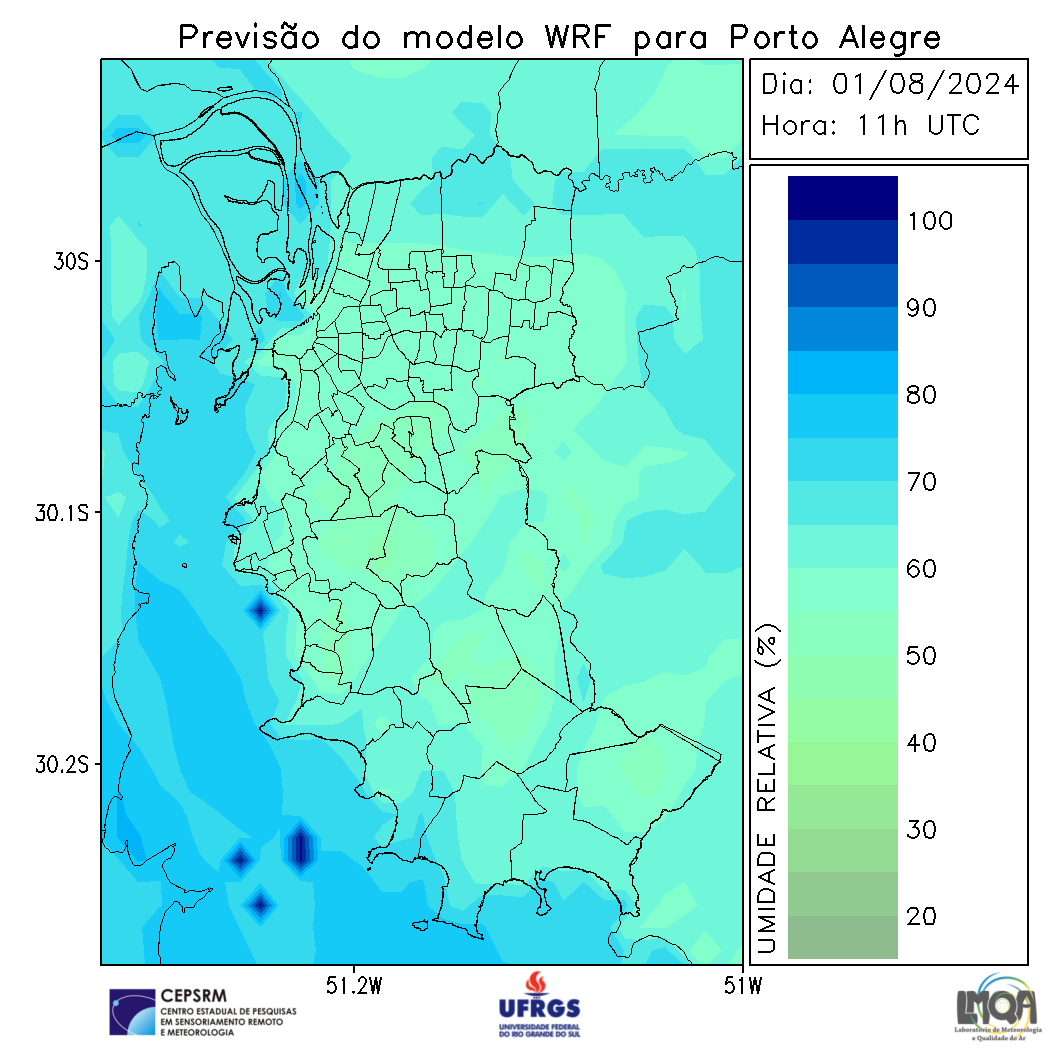 Previsão do modelo WRF para Porto Alegre
Dia: 01/08/2024
Hora: 11h UTC
30S
30.1S
30.2S
51.2W
51W
100
90
80
70
60
50
40
30
20
UMIDADE RELATIVA (%)
CEPSRM
CENTRO ESTADUAL DE PESQUISAS
EM SENSORIAMENTO REMOTO
E METEOROLOGIA
UFRGS
UNIVERSIDADE FEDERAL
DO RIO GRANDE DO SUL
LMQA
Laboratório de Meteorologia
e Qualidade do Ar